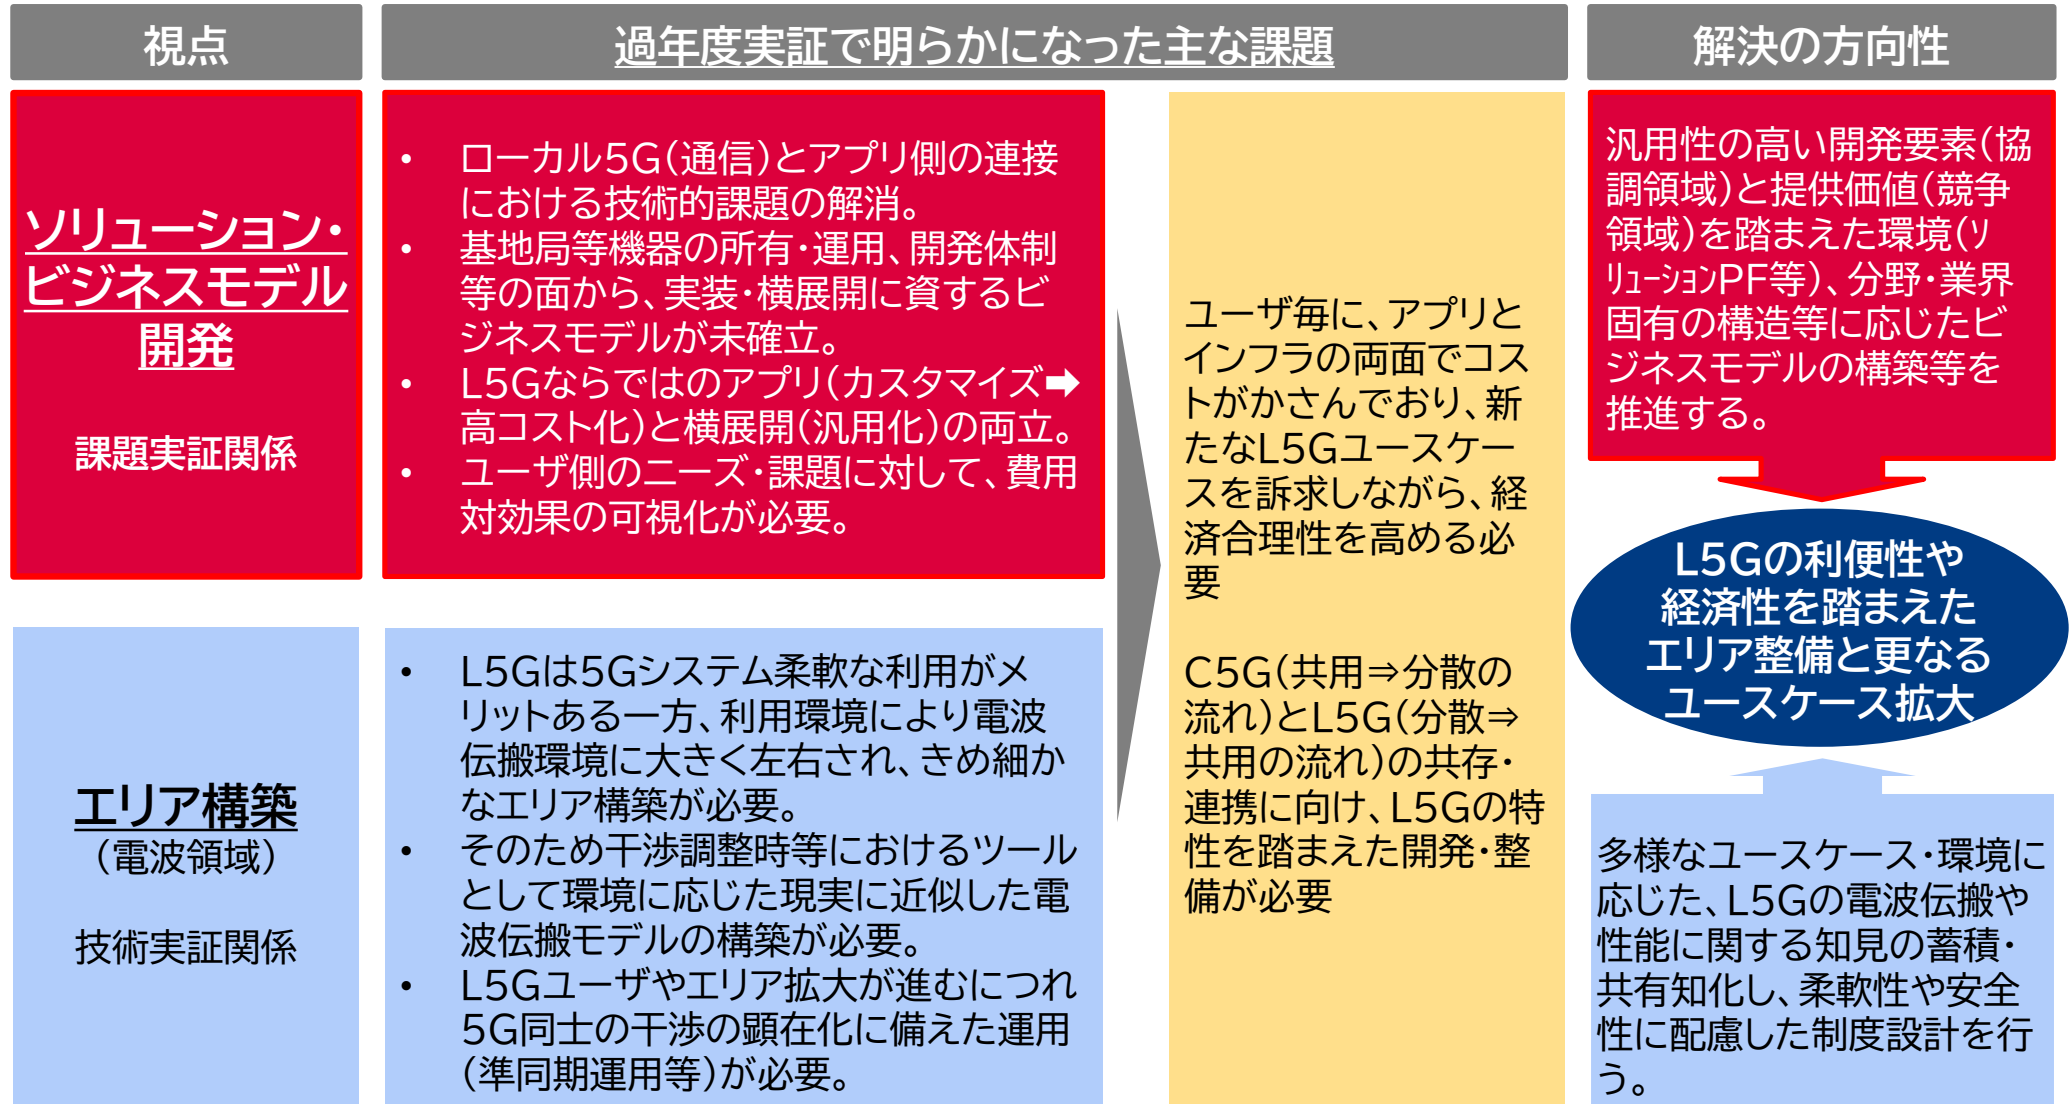 視点
過年度実証で明らかになった主な課題
解決の方向性
ソリューション・
ビジネスモデル
開発
課題実証関係
• ローカル5G(通信)とアプリ側の連接
における技術的課題の解消。
• 基地局等機器の所有・運用、開発体制
等の面から、実装・横展開に資するビ
ジネスモデルが未確立。
• L5Gならではのアプリ(カスタマイズ➡
高コスト化)と横展開(汎用化)の両立。
• ユーザ側のニーズ・課題に対して、費用
対効果の可視化が必要。
エリア構築
(電波領域)
技術実証関係
• L5Gは5Gシステム柔軟な利用がメ
リットある一方、利用環境により電波
伝搬環境に大きく左右され、きめ細か
なエリア構築が必要。
• そのため干渉調整時等におけるツール
として環境に応じた現実に近似した電
波伝搬モデルの構築が必要。
• L5Gユーザやエリア拡大が進むにつれ
5G同士の干渉の顕在化に備えた運用
(準同期運用等)が必要。
ユーザ毎に、アプリと
インフラの両面でコス
トがかさんでおり、新
たなL5Gユースケー
スを訴求しながら、経
済合理性を高める必
要
C5G(共用⇒分散の
流れ)とL5G(分散⇒
共用の流れ)の共存・
連携に向け、L5Gの特
性を踏まえた開発・整
備が必要
汎用性の高い開発要素(協
調領域)と提供価値(競争
領域)を踏まえた環境(ソ
リューションPF等)、分野・業界
固有の構造等に応じたビ
ジネスモデルの構築等を
推進する。
L5Gの利便性や
経済性を踏まえた
エリア整備と更なる
ユースケース拡大
多様なユースケース・環境に
応じた、L5Gの電波伝搬や
性能に関する知見の蓄積・
共有知化し、柔軟性や安全
性に配慮した制度設計を行
う。